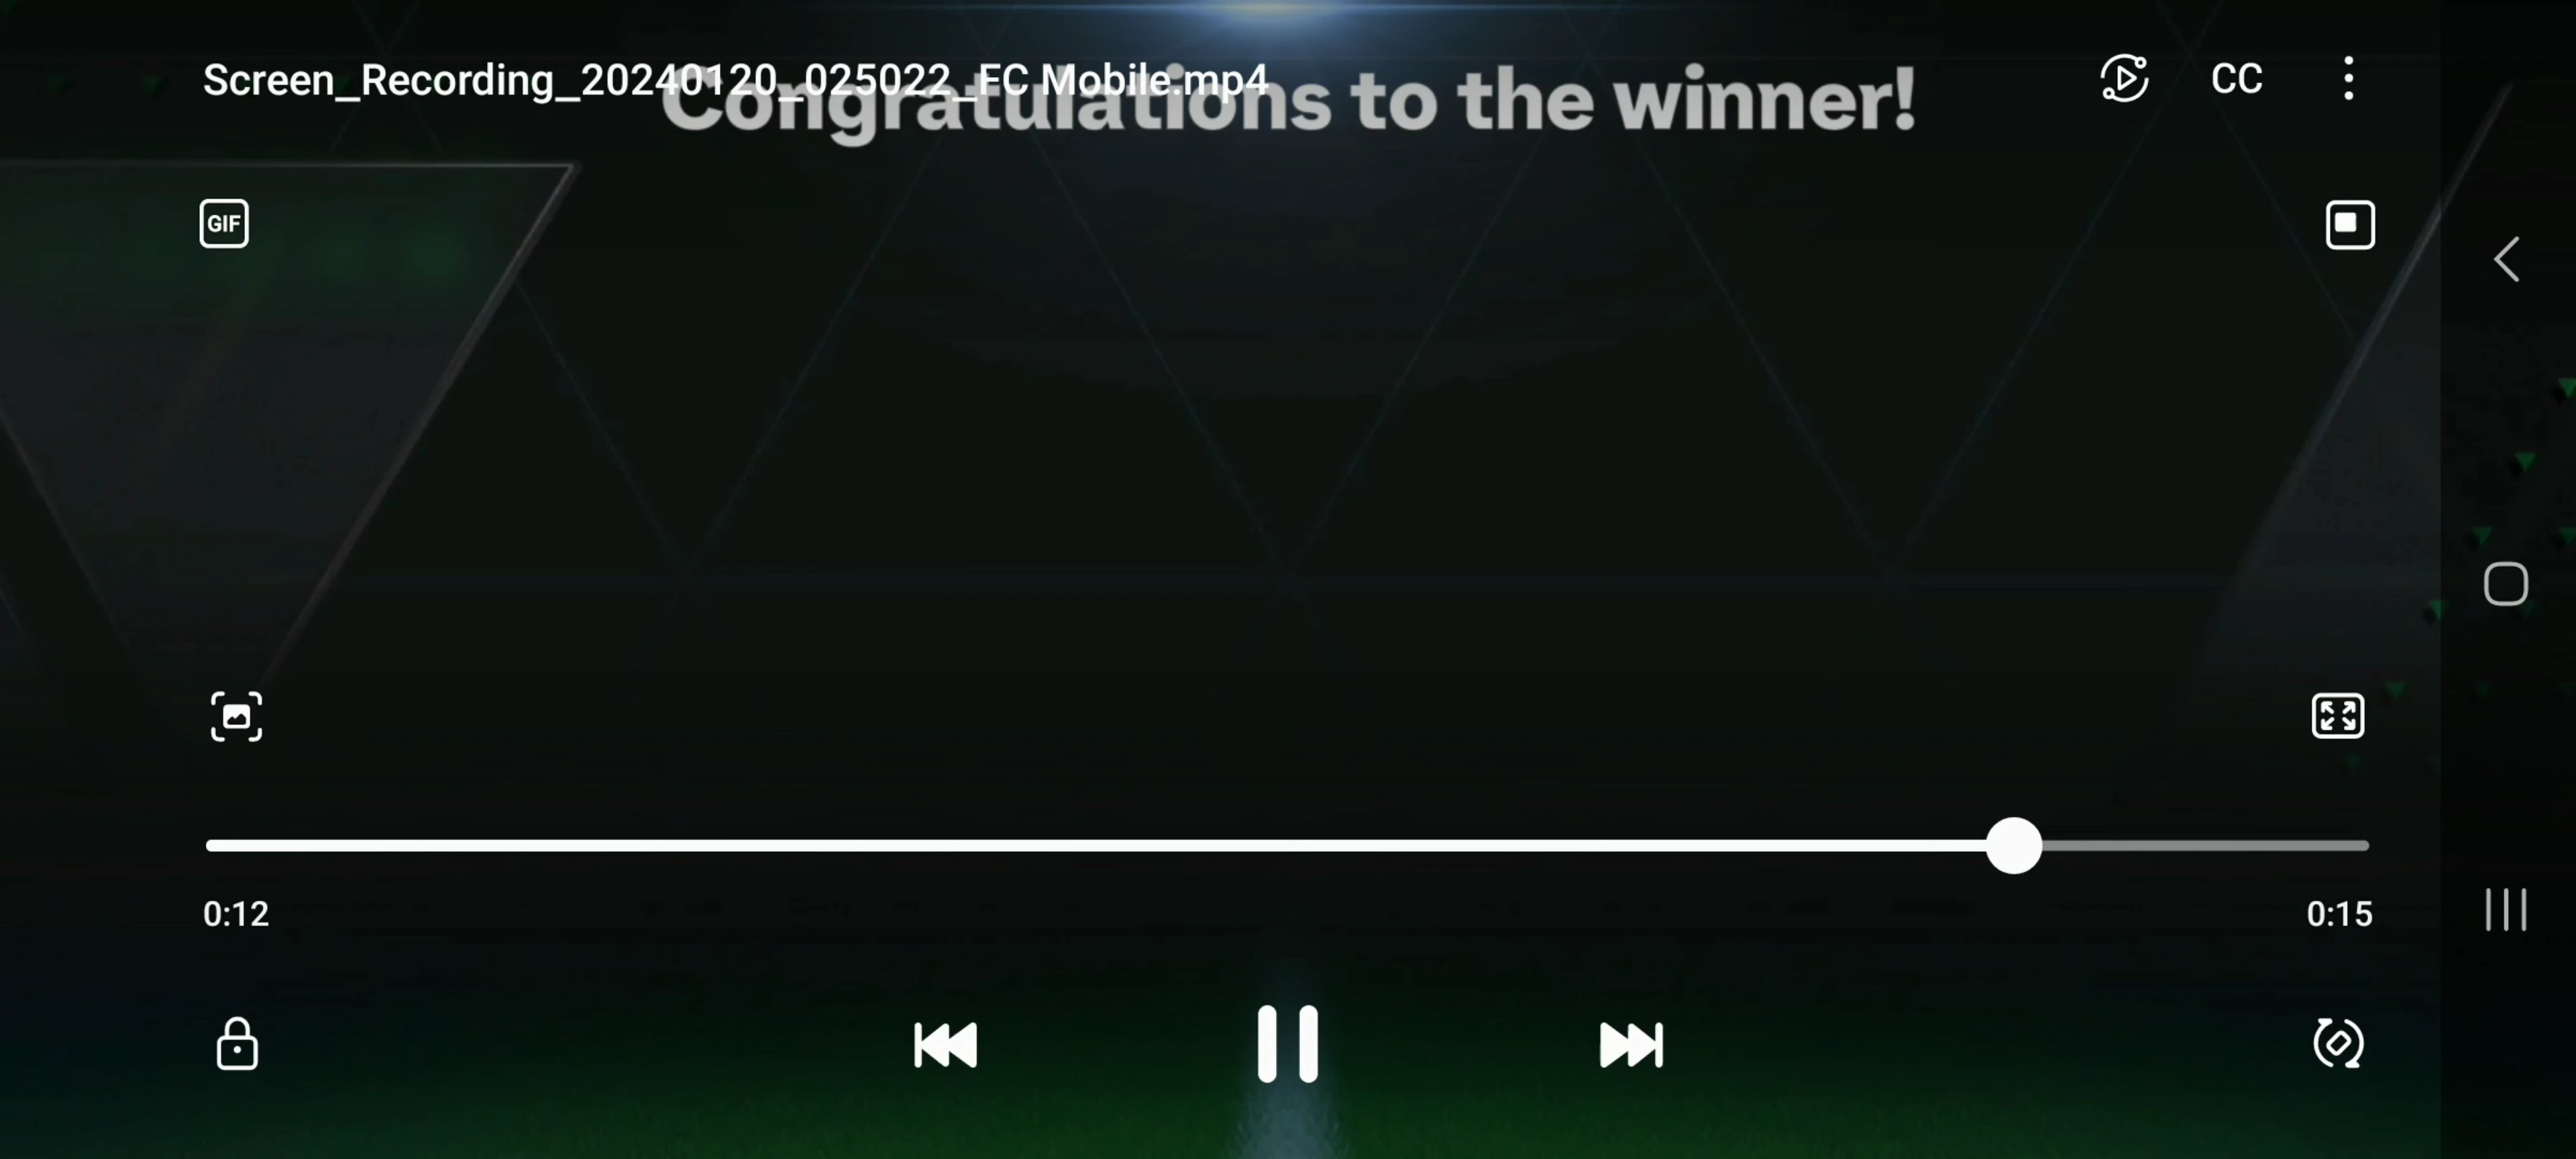 Screen_Recording_20240120_025022_FC Mobile.mp4
CC
Congratulations to the winner!
GIF
0:12
0:15